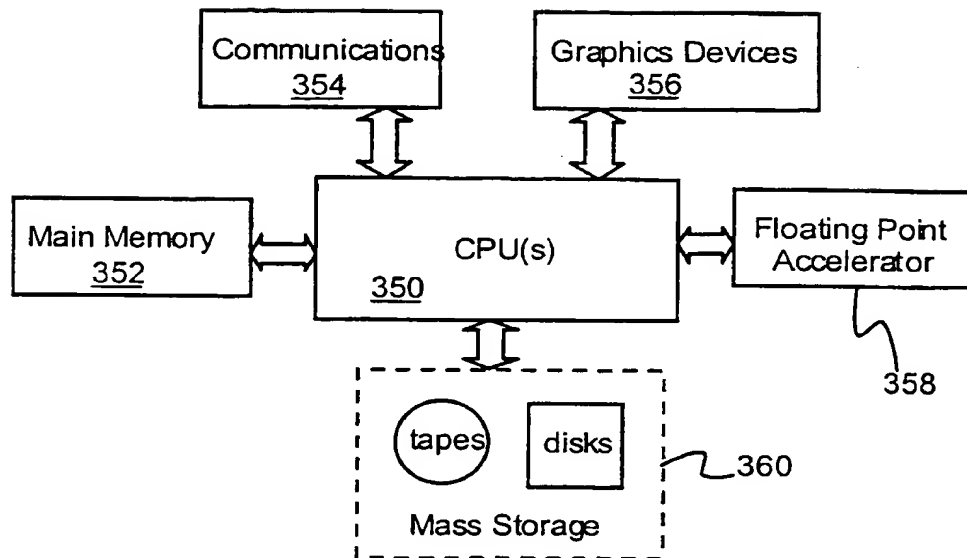 Communications
354
Graphics Devices
356
Main Memory
352
CPU(s)
350
Floating Point
Accelerator
358
tapes
disks
360
Mass Storage